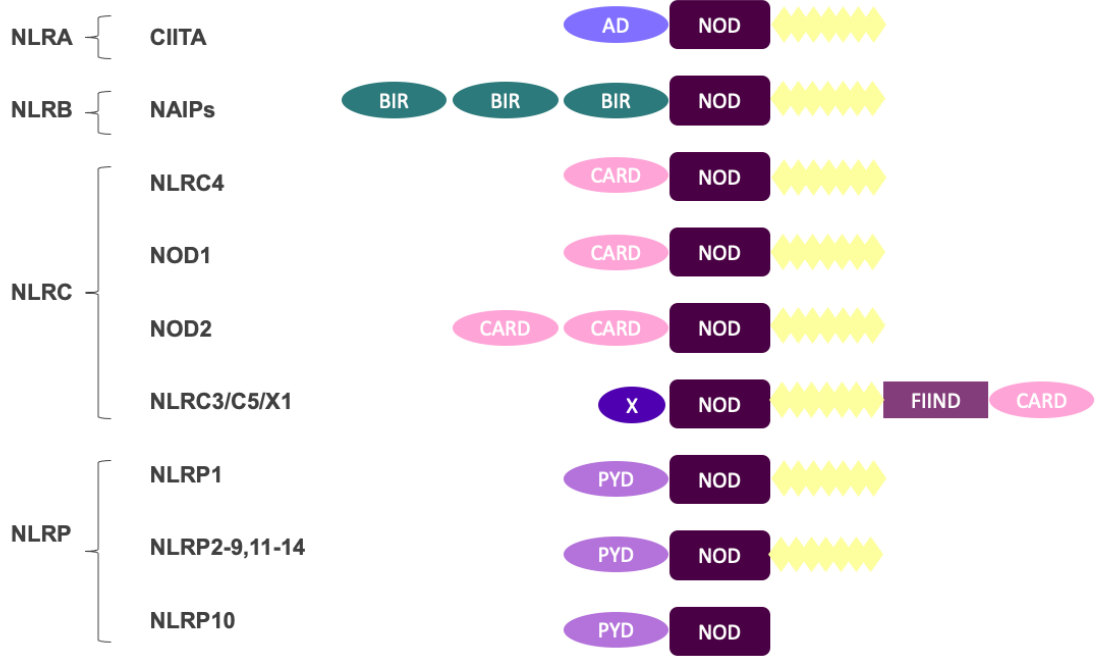 NLRA CIITA AD NOD
NLRB NAIPs BIR BIR BIR NOD
NLRC4 CARD NOD
NOD1 CARD NOD
NLRC
NOD2 CARD CARD NOD
NLRC3/C5/X1 X NOD FIIND CARD
NLRP1 PYD NOD
NLRP
NLRP2-9,11-14 PYD NOD
NLRP10 PYD NOD